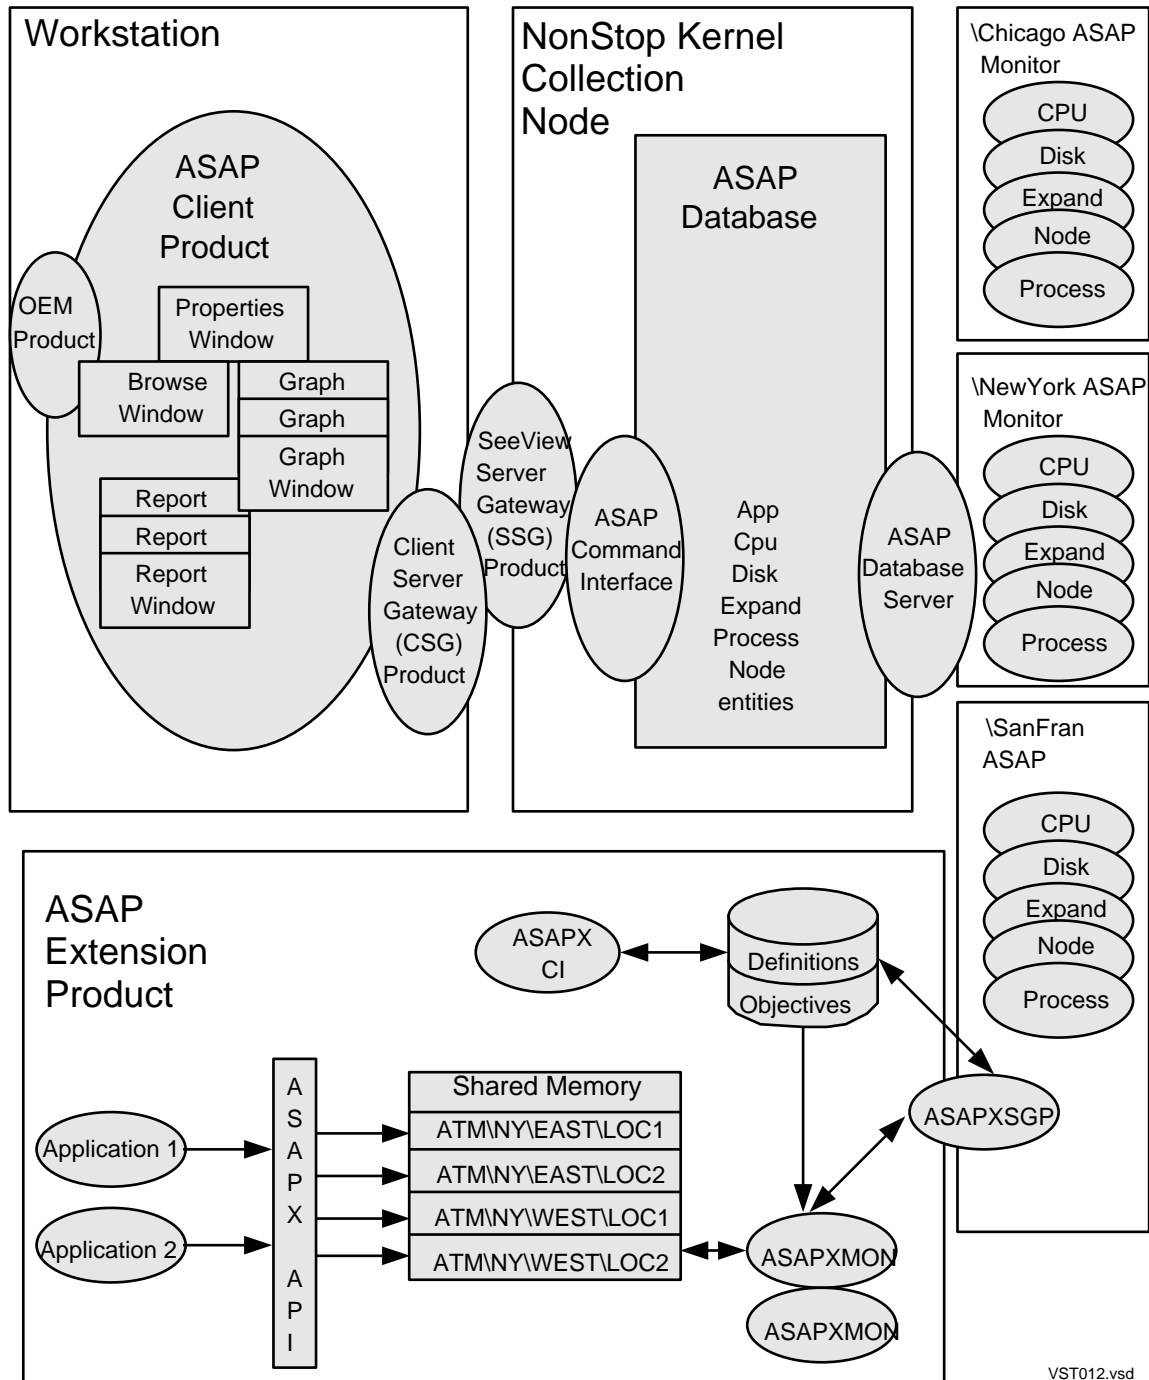 Workstation
ASAP
Client
Product
OEM
Product
Properties
Window
Browse
Window
Graph
Graph
Graph
Window
Report
Report
Report
Window
Client
Server
Gateway
(CSG)
Product
SeeView
Server
Gateway
(SSG)
Product
NonStop Kernel
Collection
Node
ASAP
Database
ASAP
Command
Interface
App
Cpu
Disk
Expand
Process
Node
entities
ASAP
Database
Server
\Chicago ASAP
Monitor
CPU
Disk
Expand
Node
Process
\NewYork ASAP
Monitor
CPU
Disk
Expand
Node
Process
\SanFran
ASAP
CPU
Disk
Expand
Node
Process
ASAP
Extension
Product
ASAPX
CI
Definitions
Objectives
ASAPXSGP
Application 1
Application 2
A
S
A
P
X
A
P
I
Shared Memory
ATM\NY\EAST\LOC1
ATM\NY\EAST\LOC2
ATM\NY\WEST\LOC1
ATM\NY\WEST\LOC2
ASAPXMON
ASAPXMON
VST012.vsd